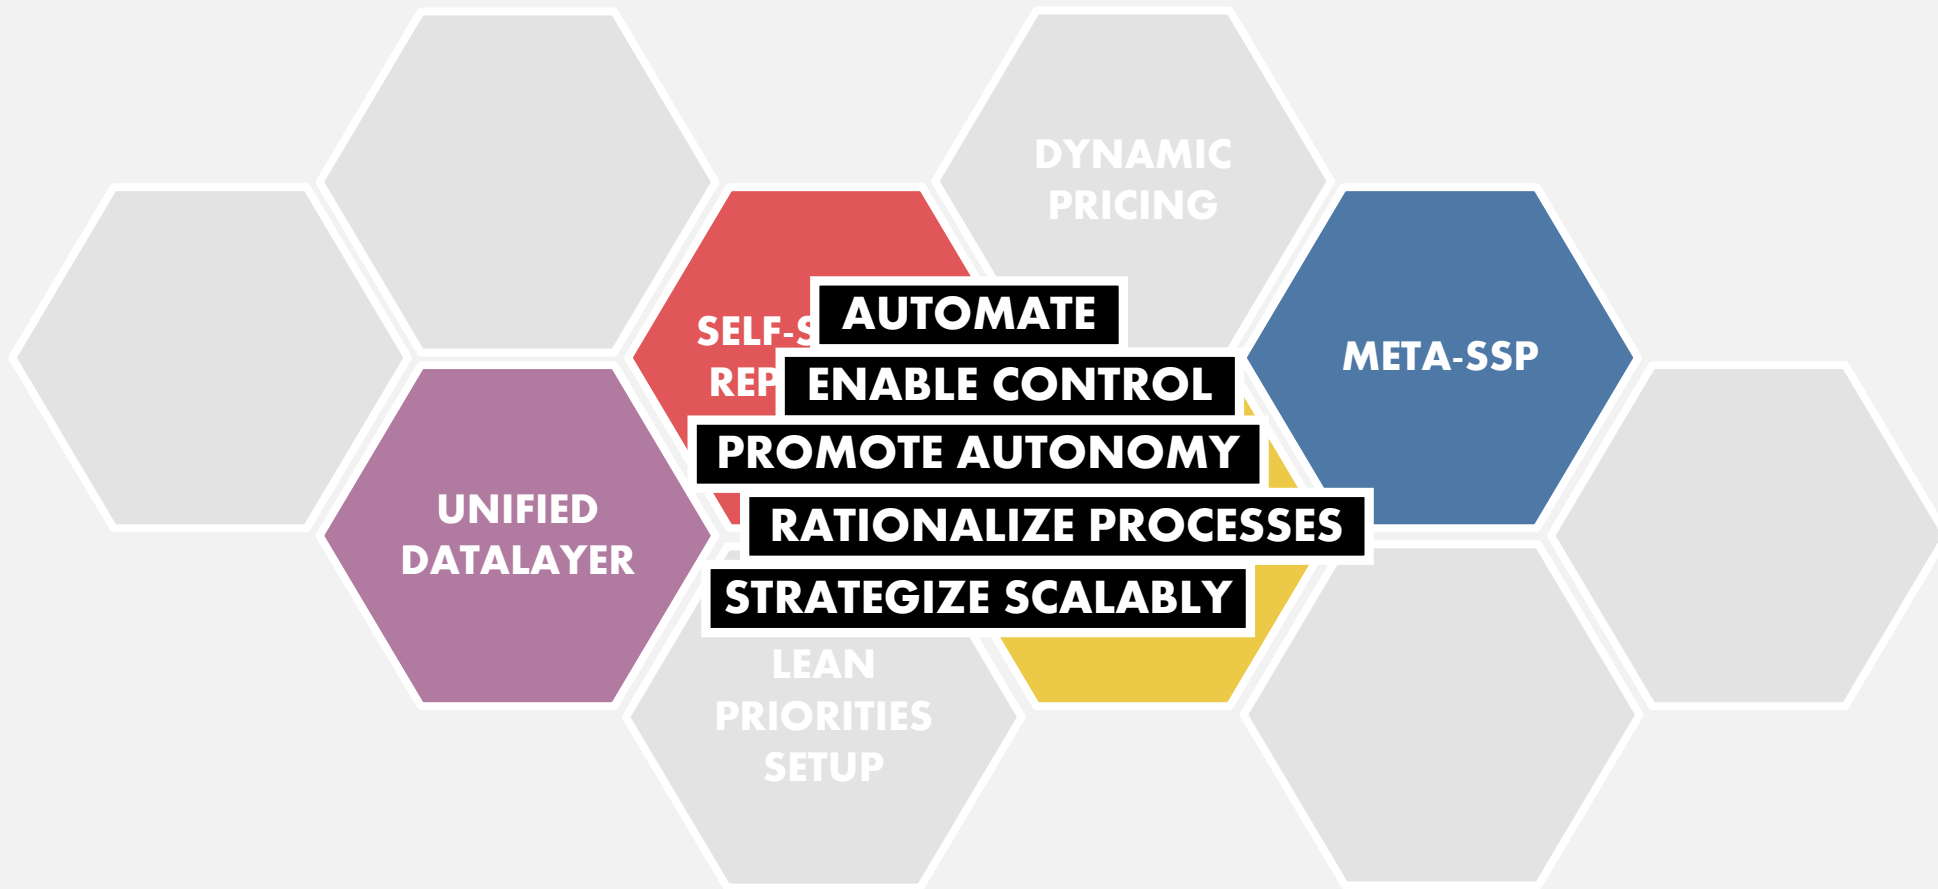 DYNAMIC
PRICING
SELF-S
REP
META-SSP
AUTOMATE
ENABLE CONTROL
PROMOTE AUTONOMY
RATIONALIZE PROCESSES
STRATEGIZE SCALABLY
UNIFIED
DATALAYER
LEAN
PRIORITIES
SETUP